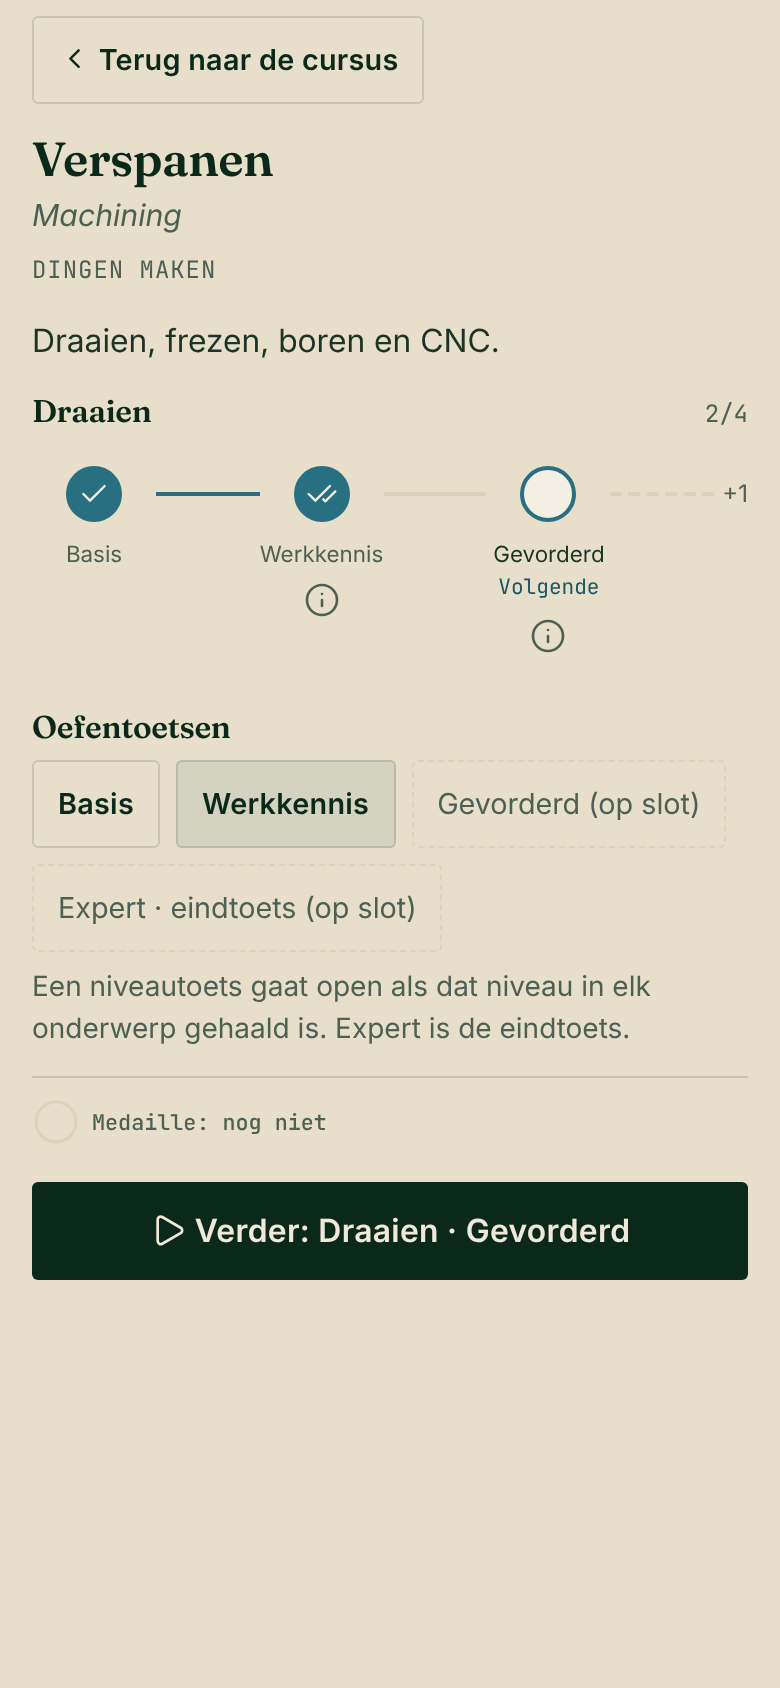 Terug naar de cursus
Verspanen
Machining
DINGEN MAKEN
Draaien, frezen, boren en CNC.
Draaien 2/4
+1
Basis Werkkennis Gevorderd
Volgende
Oefentoetsen
Basis Werkkennis Gevorderd (op slot)
Expert · eindtoets (op slot)
Een niveautoets gaat open als dat niveau in elk
onderwerp gehaald is. Expert is de eindtoets.
Medaille: nog niet
Verder: Draaien · Gevorderd